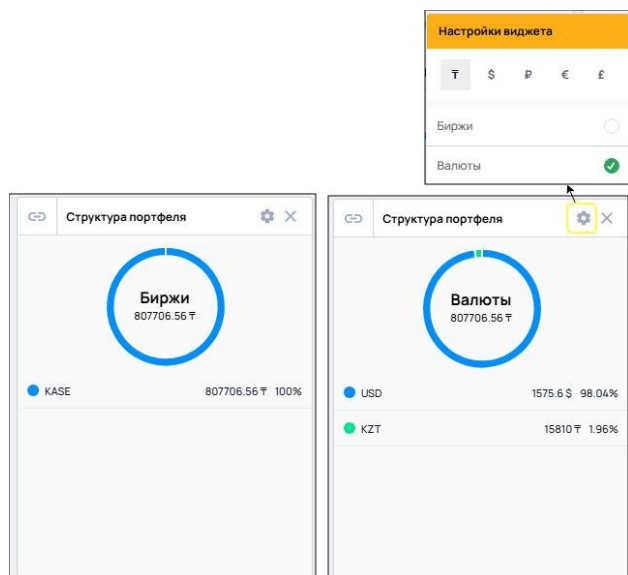 Настройки виджета
₸ $ ₽ € £
Биржи
Валюты
Структура портфеля
Биржи
807706.56 ₸
KASE 807706.56 ₸ 100%
Структура портфеля
Валюты
807706.56 ₸
USD 1575.6 $ 98.04%
KZT 15810 ₸ 1.96%